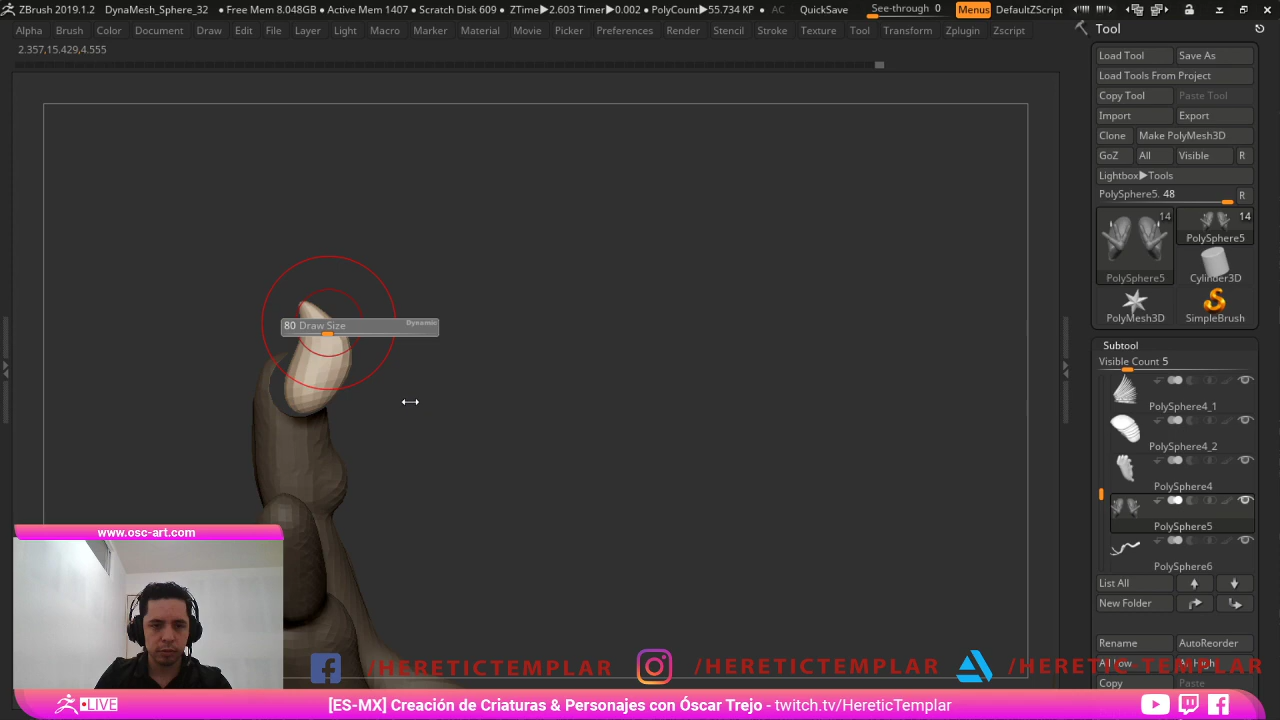 ZBrush 2019.1.2 DynaMesh_Sphere_32 ● Free Mem 8.048GB ● Active Mem 1407 ● Scratch Disk 609 ● ZTime▶2.603 Timer▶0.002 ● PolyCount▶55.734 KP ● AC QuickSave See-through 0 Menus DefaultZScript
Alpha Brush Color Document Draw Edit File Layer Light Macro Marker Material Movie Picker Preferences Render Stencil Stroke Texture Tool Transform Zplugin Zscript
2.357,15.429,4.555
Tool
Load Tool Save As
Load Tools From Project
Copy Tool Paste Tool
Import Export
Clone Make PolyMesh3D
GoZ All Visible R
Lightbox▶Tools
PolySphere5. 48 R
14 14
PolySphere5
PolySphere5 Cylinder3D
PolyMesh3D SimpleBrush
80 Draw Size Dynamic
Subtool
Visible Count 5
PolySphere4_1
PolySphere4_2
PolySphere4
PolySphere5
PolySphere6
List All
New Folder
Rename AutoReorder
Copy Paste
www.osc-art.com
/HERETICTEMPLAR /HERETICTEMPLAR /HERETIC-TEMPLAR
LIVE [ES-MX] Creación de Criaturas & Personajes con Óscar Trejo - twitch.tv/HereticTemplar